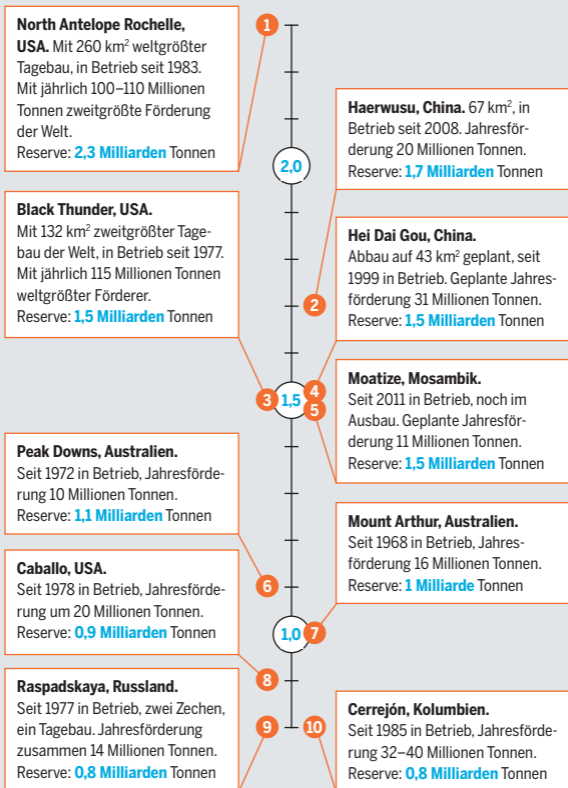 North Antelope Rochelle,
USA. Mit 260 km² weltgrößter
Tagebau, in Betrieb seit 1983.
Mit jährlich 100–110 Millionen
Tonnen zweitgrößte Förderung
der Welt.
Reserve: 2,3 Milliarden Tonnen
1
Haerwusu, China. 67 km², in
Betrieb seit 2008. Jahresför-
derung 20 Millionen Tonnen.
Reserve: 1,7 Milliarden Tonnen
2,0
Black Thunder, USA.
Mit 132 km² zweitgrößter Tage-
bau der Welt, in Betrieb seit 1977.
Mit jährlich 115 Millionen Tonnen
weltgrößter Förderer.
Reserve: 1,5 Milliarden Tonnen
Hei Dai Gou, China.
Abbau auf 43 km² geplant, seit
1999 in Betrieb. Geplante Jahres-
förderung 31 Millionen Tonnen.
Reserve: 1,5 Milliarden Tonnen
2
3
1,5
4
5
Moatize, Mosambik.
Seit 2011 in Betrieb, noch im
Ausbau. Geplante Jahresför-
derung 11 Millionen Tonnen.
Reserve: 1,5 Milliarden Tonnen
Peak Downs, Australien.
Seit 1972 in Betrieb, Jahresförde-
rung 10 Millionen Tonnen.
Reserve: 1,1 Milliarden Tonnen
Mount Arthur, Australien.
Seit 1968 in Betrieb, Jahres-
förderung 16 Millionen Tonnen.
Reserve: 1 Milliarde Tonnen
6
Caballo, USA.
Seit 1978 in Betrieb, Jahresförde-
rung um 20 Millionen Tonnen.
Reserve: 0,9 Milliarden Tonnen
1,0
7
8
Raspadskaya, Russland.
Seit 1977 in Betrieb, zwei Zechen,
ein Tagebau. Jahresförderung
zusammen 14 Millionen Tonnen.
Reserve: 0,8 Milliarden Tonnen
9
10
Cerrejón, Kolumbien.
Seit 1985 in Betrieb, Jahresförde-
rung 32–40 Millionen Tonnen.
Reserve: 0,8 Milliarden Tonnen